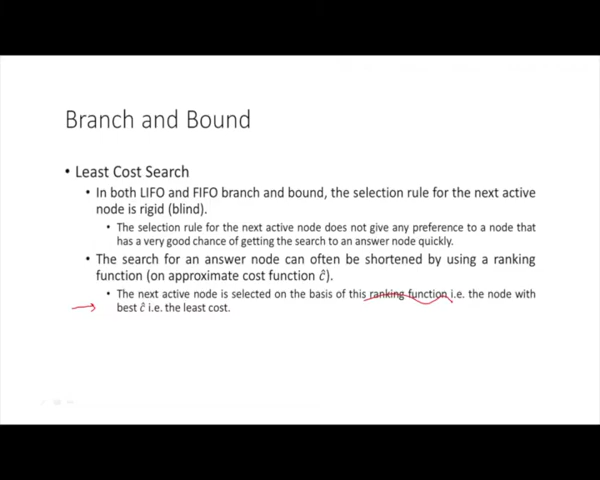 Branch and Bound
• Least Cost Search
• In both LIFO and FIFO branch and bound, the selection rule for the next active
node is rigid (blind).
• The selection rule for the next active node does not give any preference to a node that
has a very good chance of getting the search to an answer node quickly.
• The search for an answer node can often be shortened by using a ranking
function (on approximate cost function ĉ).
• The next active node is selected on the basis of this ranking function i.e. the node with
best ĉ i.e. the least cost.